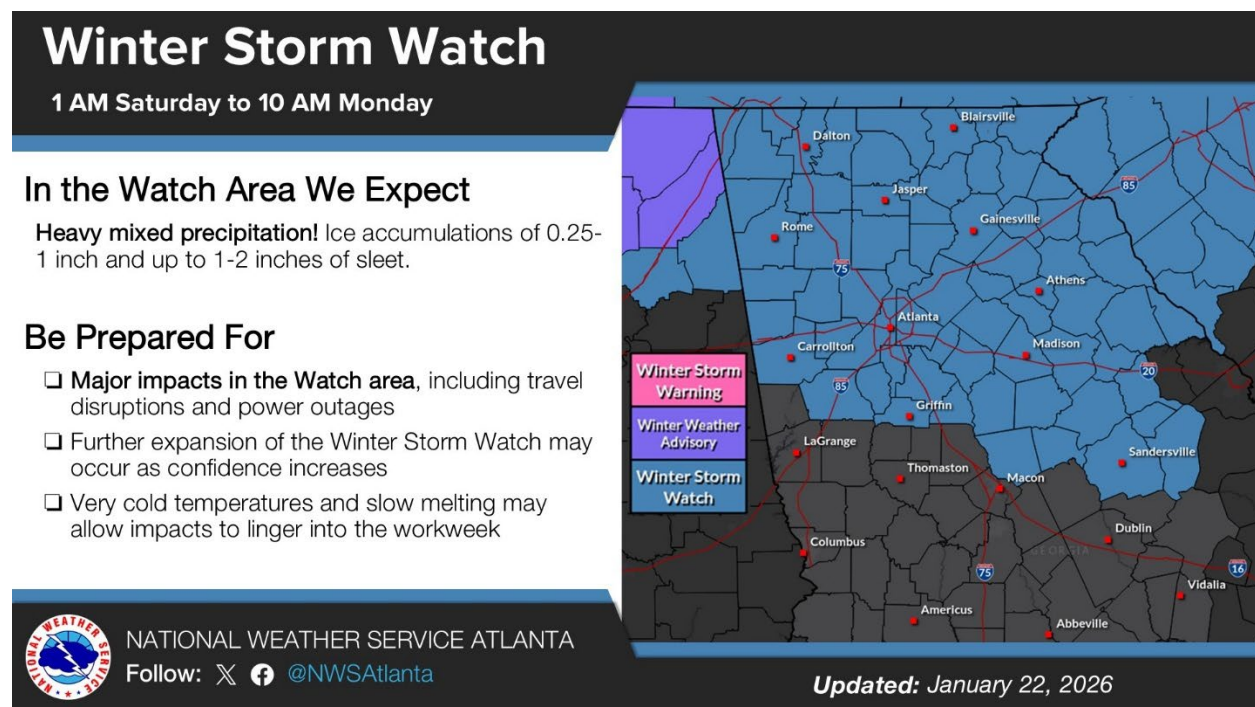 Winter Storm Watch
1 AM Saturday to 10 AM Monday
In the Watch Area We Expect
Heavy mixed precipitation! Ice accumulations of 0.25-
1 inch and up to 1-2 inches of sleet.
Be Prepared For
❑ Major impacts in the Watch area, including travel
disruptions and power outages
❑ Further expansion of the Winter Storm Watch may
occur as confidence increases
❑ Very cold temperatures and slow melting may
allow impacts to linger into the workweek
Blairsville
Dalton
85
Jasper
Gainesville
Rome
75
Athens
Atlanta
Carrollton
Madison
20
85
Griffin
Winter Storm
Warning
Winter Weather
Advisory
Winter Storm
Watch
LaGrange
Sandersville
Thomaston
Macon
Dublin
Columbus
GEORGIA
16
75
Vidalia
Americus
Abbeville
NATIONAL WEATHER SERVICE
NATIONAL WEATHER SERVICE ATLANTA
Follow: X f @NWSAtlanta
Updated: January 22, 2026